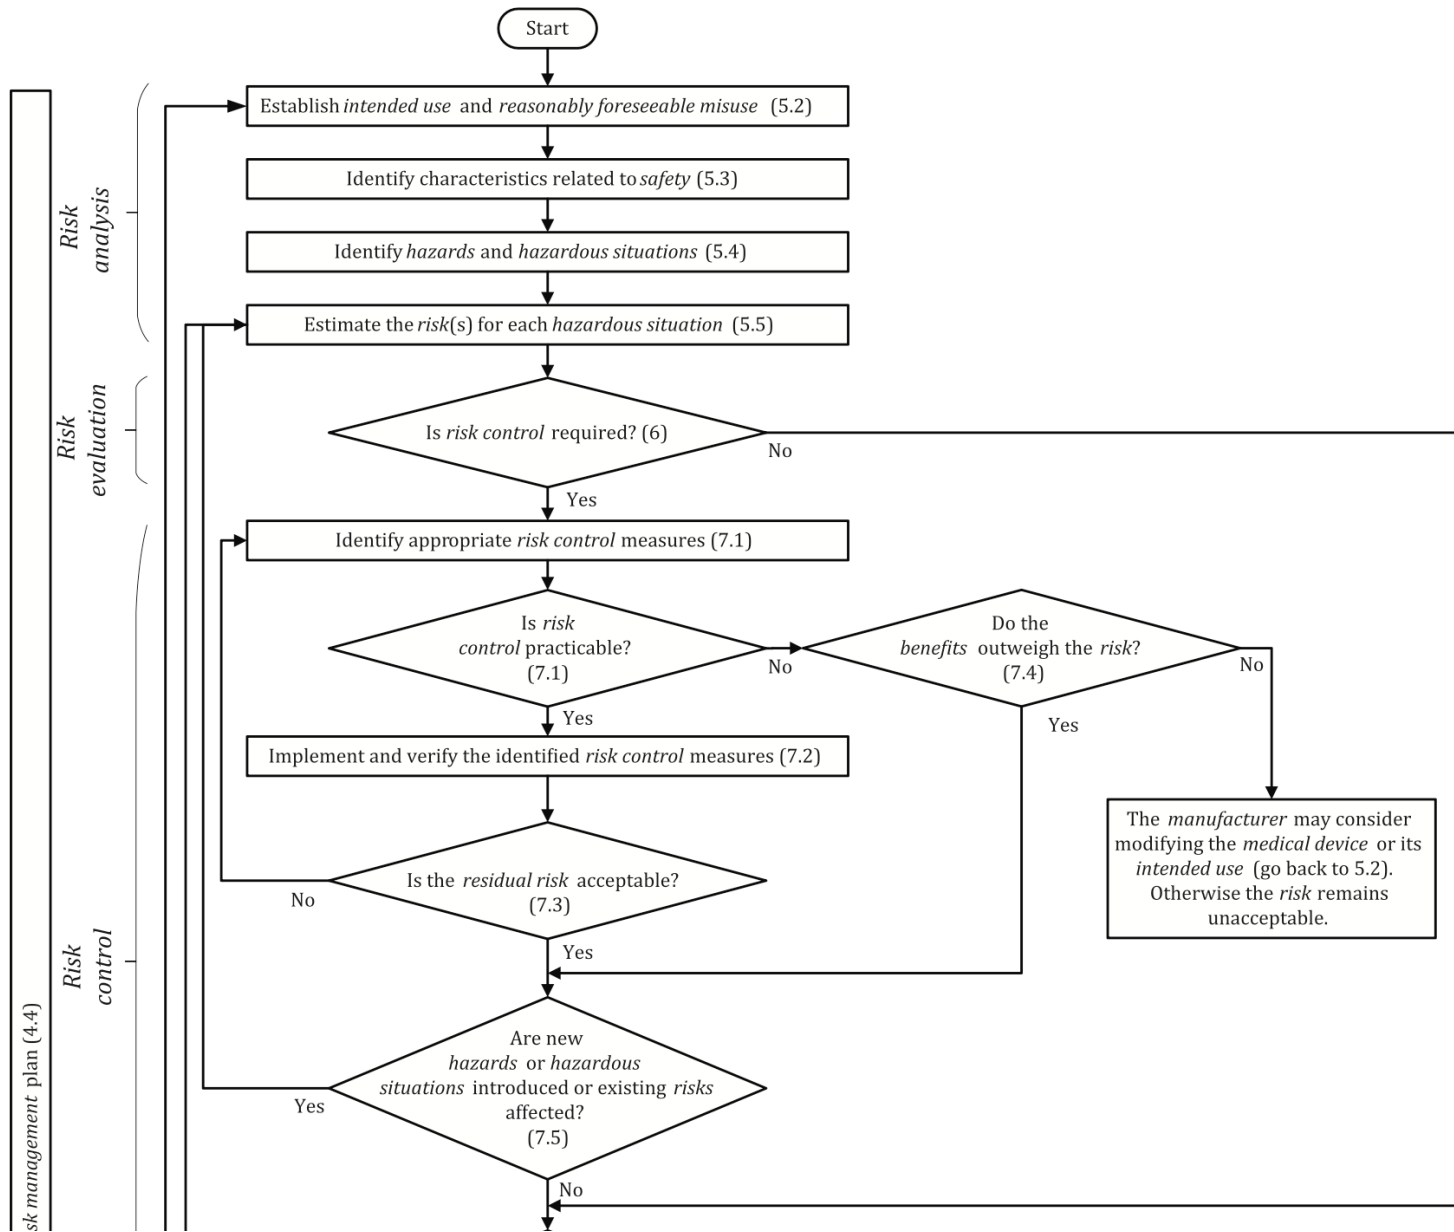 Start
Establish intended use and reasonably foreseeable misuse (5.2)
Identify characteristics related to safety (5.3)
Risk
analysis
Identify hazards and hazardous situations (5.4)
Estimate the risk(s) for each hazardous situation (5.5)
Risk
evaluation
Is risk control required? (6)
No
Yes
Identify appropriate risk control measures (7.1)
Is risk
control practicable?
(7.1)
No
Do the
benefits outweigh the risk?
(7.4)
No
Yes
Yes
Implement and verify the identified risk control measures (7.2)
The manufacturer may consider
modifying the medical device or its
intended use (go back to 5.2).
Otherwise the risk remains
unacceptable.
Is the residual risk acceptable?
(7.3)
No
Yes
Risk
control
Are new
hazards or hazardous
situations introduced or existing risks
affected?
(7.5)
Yes
No
management plan (4.4)